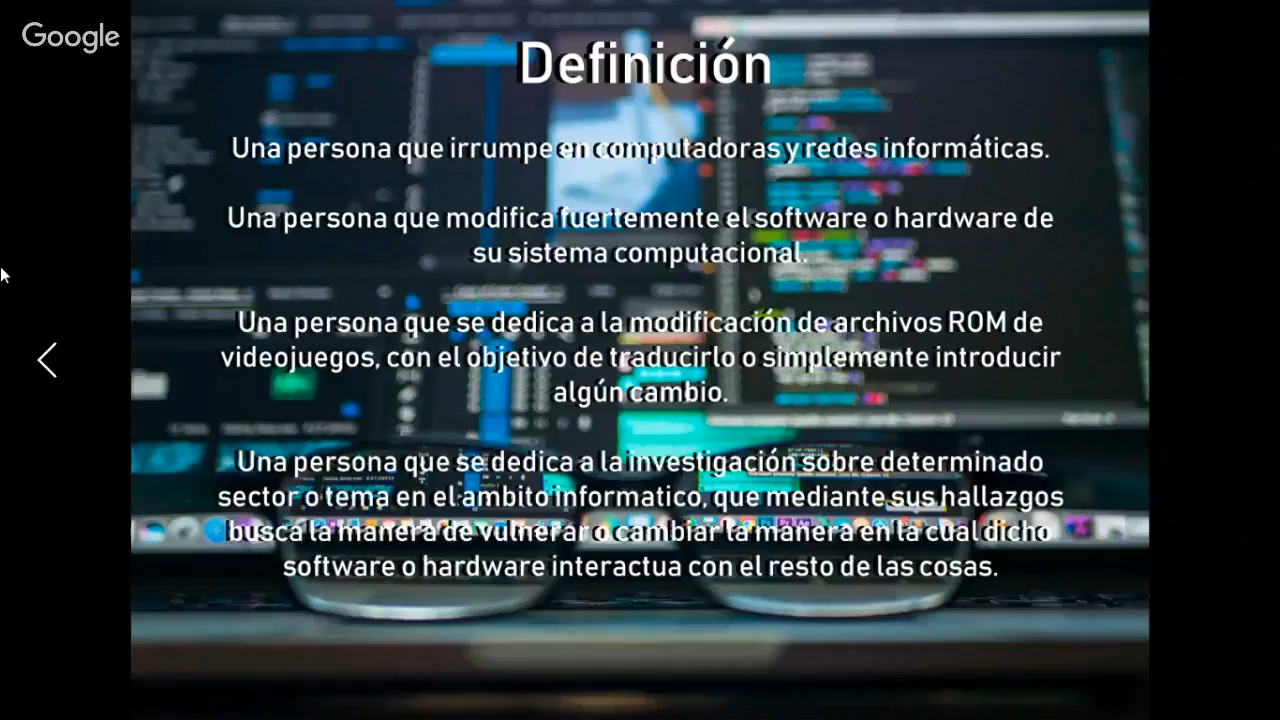 Google
Definición
Una persona que irrumpe en computadoras y redes informáticas.
Una persona que modifica fuertemente el software o hardware de
su sistema computacional.
Una persona que se dedica a la modificación de archivos ROM de
videojuegos, con el objetivo de traducirlo o simplemente introducir
algún cambio.
Una persona que se dedica a la investigación sobre determinado
sector o tema en el ambito informatico, que mediante sus hallazgos
busca la manera de vulnerar o cambiar la manera en la cual dicho
software o hardware interactua con el resto de las cosas.